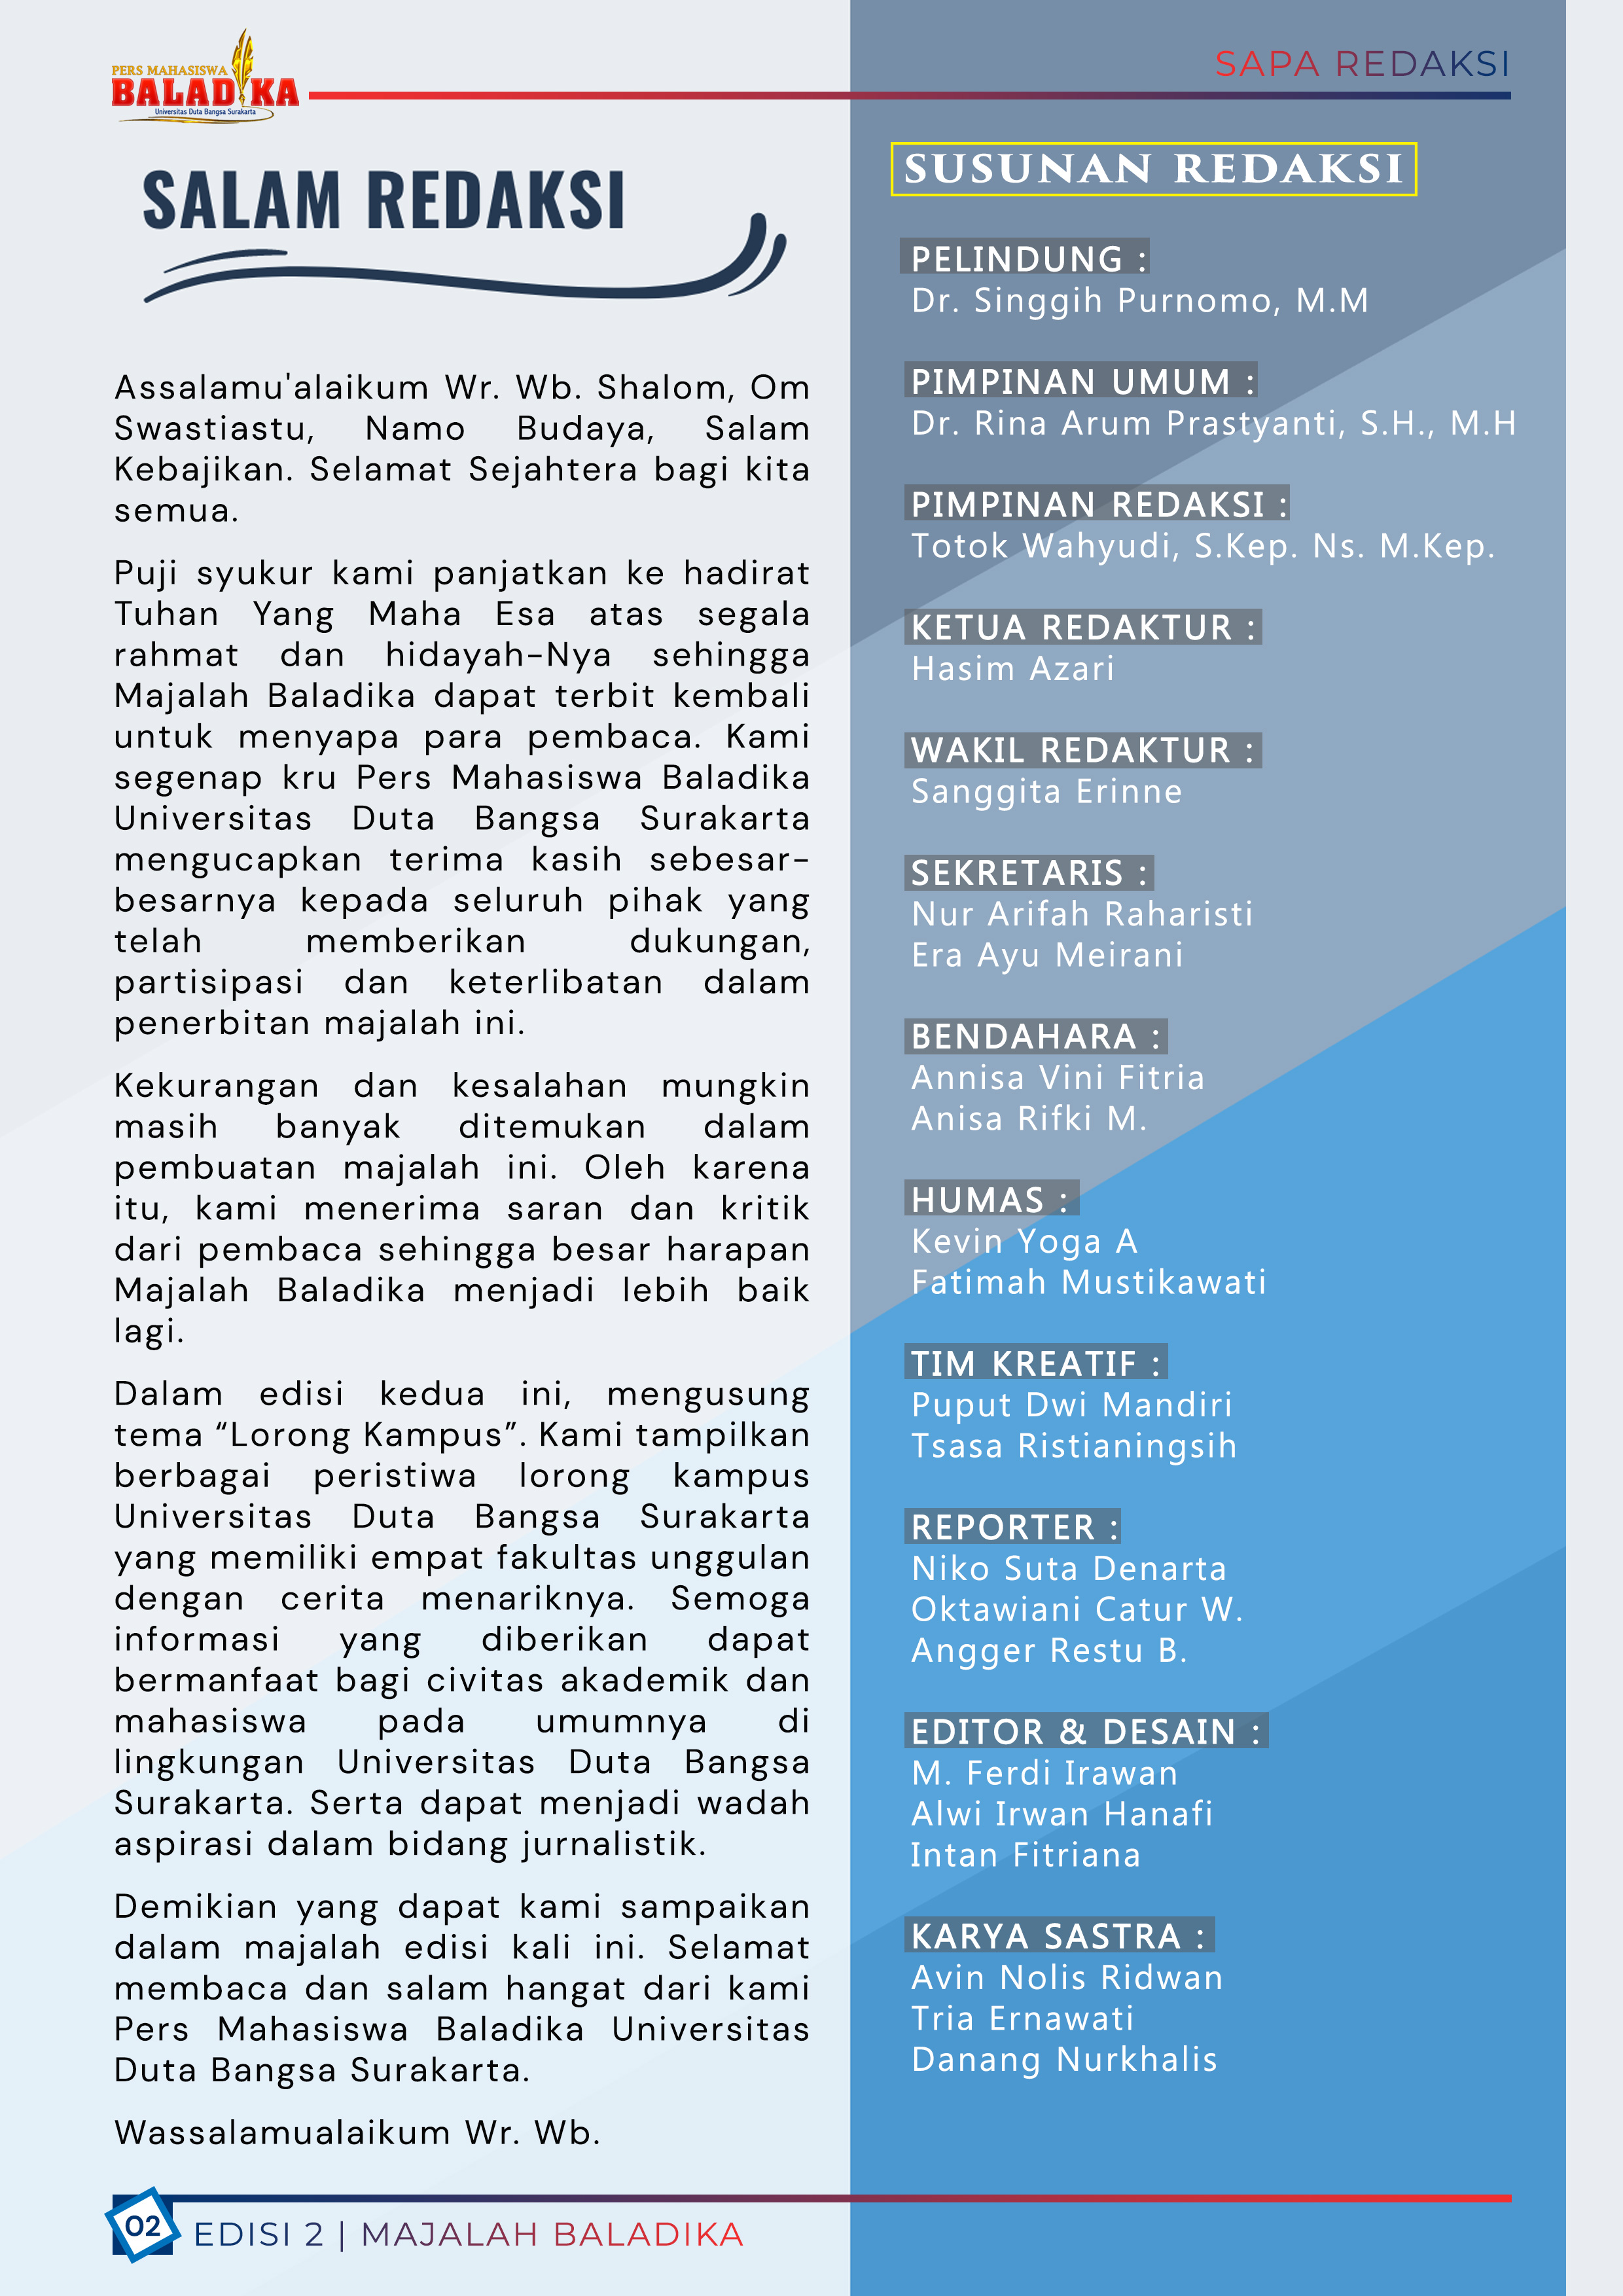 PERS MAHASISWA
BALADIKA
Universitas Duta Bangsa Surakarta
SAPA REDAKSI
SALAM REDAKSI
Assalamu'alaikum Wr. Wb. Shalom, Om
Swastiastu, Namo Budaya, Salam
Kebajikan. Selamat Sejahtera bagi kita
semua.
Puji syukur kami panjatkan ke hadirat
Tuhan Yang Maha Esa atas segala
rahmat dan hidayah-Nya sehingga
Majalah Baladika dapat terbit kembali
untuk menyapa para pembaca. Kami
segenap kru Pers Mahasiswa Baladika
Universitas Duta Bangsa Surakarta
mengucapkan terima kasih sebesar-
besarnya kepada seluruh pihak yang
telah memberikan dukungan,
partisipasi dan keterlibatan dalam
penerbitan majalah ini.
Kekurangan dan kesalahan mungkin
masih banyak ditemukan dalam
pembuatan majalah ini. Oleh karena
itu, kami menerima saran dan kritik
dari pembaca sehingga besar harapan
Majalah Baladika menjadi lebih baik
lagi.
Dalam edisi kedua ini, mengusung
tema “Lorong Kampus”. Kami tampilkan
berbagai peristiwa lorong kampus
Universitas Duta Bangsa Surakarta
yang memiliki empat fakultas unggulan
dengan cerita menariknya. Semoga
informasi yang diberikan dapat
bermanfaat bagi civitas akademik dan
mahasiswa pada umumnya di
lingkungan Universitas Duta Bangsa
Surakarta. Serta dapat menjadi wadah
aspirasi dalam bidang jurnalistik.
Demikian yang dapat kami sampaikan
dalam majalah edisi kali ini. Selamat
membaca dan salam hangat dari kami
Pers Mahasiswa Baladika Universitas
Duta Bangsa Surakarta.
Wassalamualaikum Wr. Wb.
SUSUNAN REDAKSI
PELINDUNG :
Dr. Singgih Purnomo, M.M
PIMPINAN UMUM :
Dr. Rina Arum Prastyanti, S.H., M.H
PIMPINAN REDAKSI :
Totok Wahyudi, S.Kep. Ns. M.Kep.
KETUA REDAKTUR :
Hasim Azari
WAKIL REDAKTUR :
Sanggita Erinne
SEKRETARIS :
Nur Arifah Raharisti
Era Ayu Meirani
BENDAHARA :
Annisa Vini Fitria
Anisa Rifki M.
HUMAS :
Kevin Yoga A
Fatimah Mustikawati
TIM KREATIF :
Puput Dwi Mandiri
Tsasa Ristianingsih
REPORTER :
Niko Suta Denarta
Oktawiani Catur W.
Angger Restu B.
EDITOR & DESAIN :
M. Ferdi Irawan
Alwi Irwan Hanafi
Intan Fitriana
KARYA SASTRA :
Avin Nolis Ridwan
Tria Ernawati
Danang Nurkhalis
02
EDISI 2 | MAJALAH BALADIKA